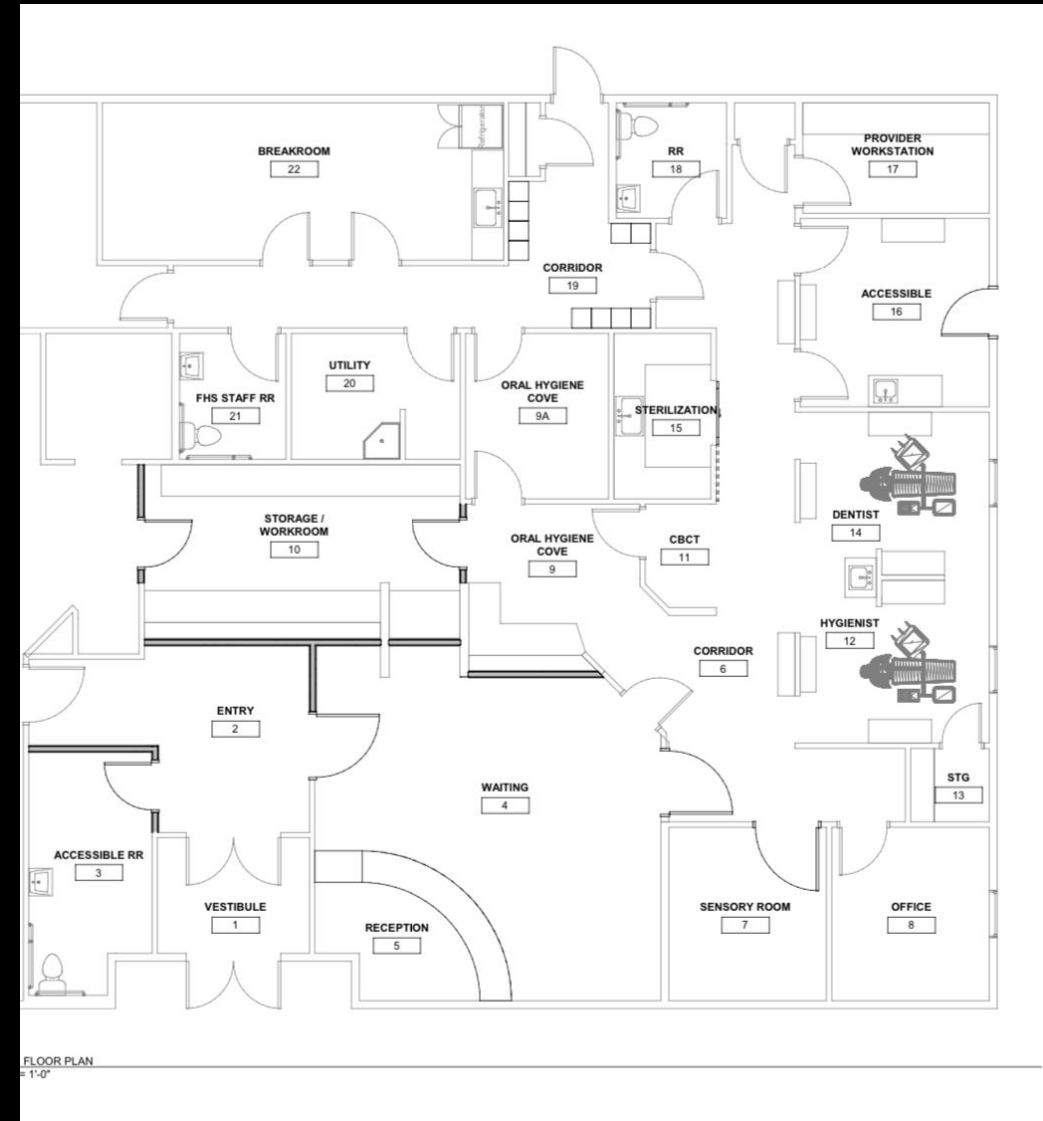 BREAKROOM
22
Refrigerator
RR
18
PROVIDER
WORKSTATION
17
CORRIDOR
19
ACCESSIBLE
16
UTILITY
20
FHS STAFF RR
21
ORAL HYGIENE
COVE
9A
STERILIZATION
15
STORAGE /
WORKROOM
10
ORAL HYGIENE
COVE
9
CBCT
11
DENTIST
14
HYGIENIST
12
CORRIDOR
6
ENTRY
2
WAITING
4
STG
13
ACCESSIBLE RR
3
VESTIBULE
1
RECEPTION
5
SENSORY ROOM
7
OFFICE
8
FLOOR PLAN
= 1'-0"